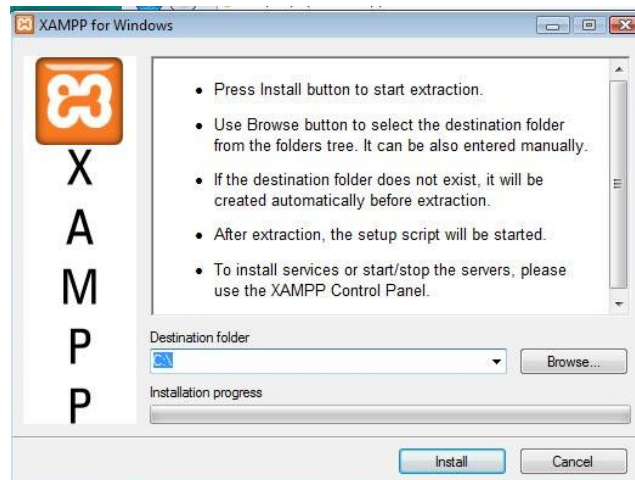 XAMPP for Windows
• Press Install button to start extraction.
• Use Browse button to select the destination folder
from the folders tree. It can be also entered manually.
• If the destination folder does not exist, it will be
created automatically before extraction.
• After extraction, the setup script will be started.
• To install services or start/stop the servers, please
use the XAMPP Control Panel.
X
A
M
P
P
Destination folder
C:\
Browse...
Installation progress
Install
Cancel